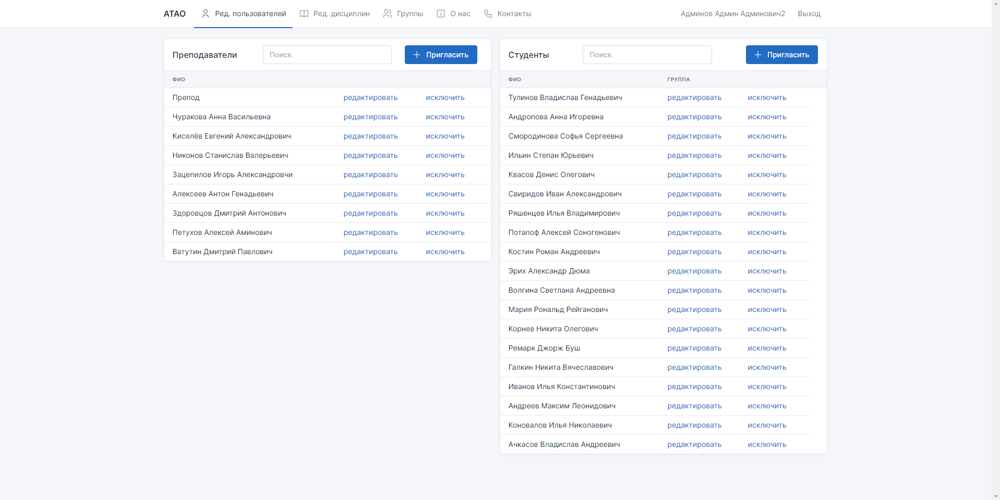 АТАО Ред. пользователей Ред. дисциплин Группы О нас Контакты Админов Админ Админович2 Выход
Преподаватели Поиск Пригласить
ФИО
Препод редактировать исключить
Чуракова Анна Васильевна редактировать исключить
Киселёв Евгений Александрович редактировать исключить
Никонов Станислав Валерьевич редактировать исключить
Зацепилов Игорь Александровчи редактировать исключить
Алексеев Антон Генадьевич редактировать исключить
Здоровцов Дмитрий Антонович редактировать исключить
Петухов Алексей Аминович редактировать исключить
Ватутин Дмитрий Павлович редактировать исключить
Студенты Поиск Пригласить
ФИО ГРУППА
Тулинов Владислав Генадьевич редактировать исключить
Андропова Анна Игоревна редактировать исключить
Смородинова Софья Сергеевна редактировать исключить
Ильин Степан Юрьевич редактировать исключить
Квасов Денис Олегович редактировать исключить
Свиридов Иван Александрович редактировать исключить
Ряшенцев Илья Владимирович редактировать исключить
Потапоф Алексей Соногенович редактировать исключить
Костин Роман Андреевич редактировать исключить
Эрих Александр Дюма редактировать исключить
Волгина Светлана Андреевна редактировать исключить
Мария Рональд Рейганович редактировать исключить
Корнев Никита Олегович редактировать исключить
Ремарк Джорж Буш редактировать исключить
Галкин Никита Вячеславович редактировать исключить
Иванов Илья Константинович редактировать исключить
Андреев Максим Леонидович редактировать исключить
Коновалов Илья Николаевич редактировать исключить
Ачкасов Владислав Андреевич редактировать исключить